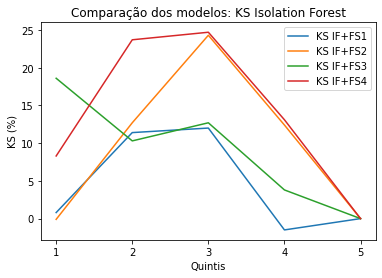 Comparação dos modelos: KS Isolation Forest
KS IF+FS1
KS IF+FS2
KS IF+FS3
KS IF+FS4
KS (%)
25
20
15
10
5
0
1 2 3 4 5
Quintis